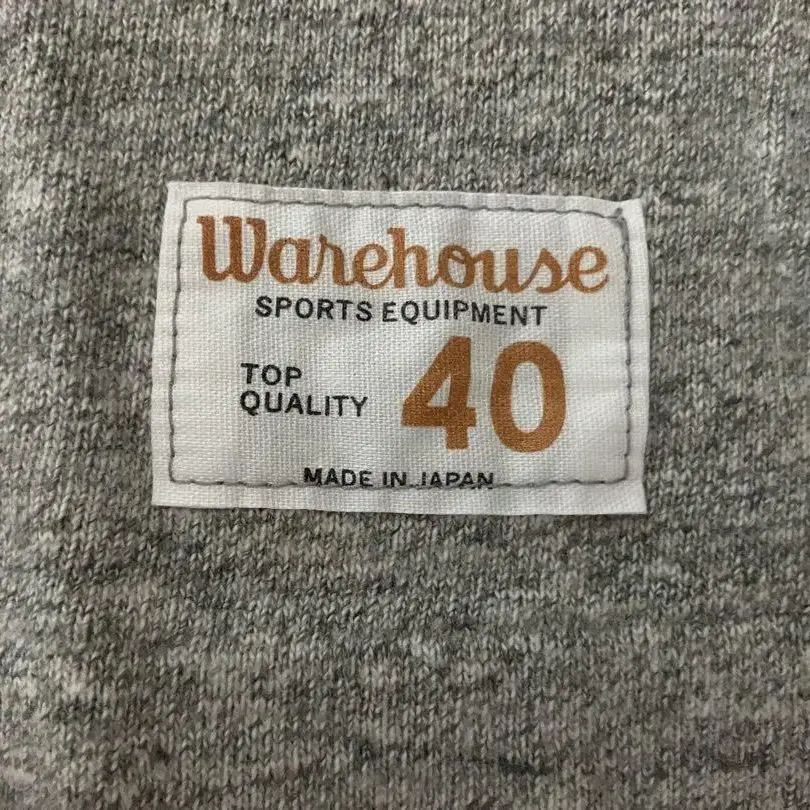 Warehouse
SPORTS EQUIPMENT
TOP
QUALITY
40
MADE IN JAPAN